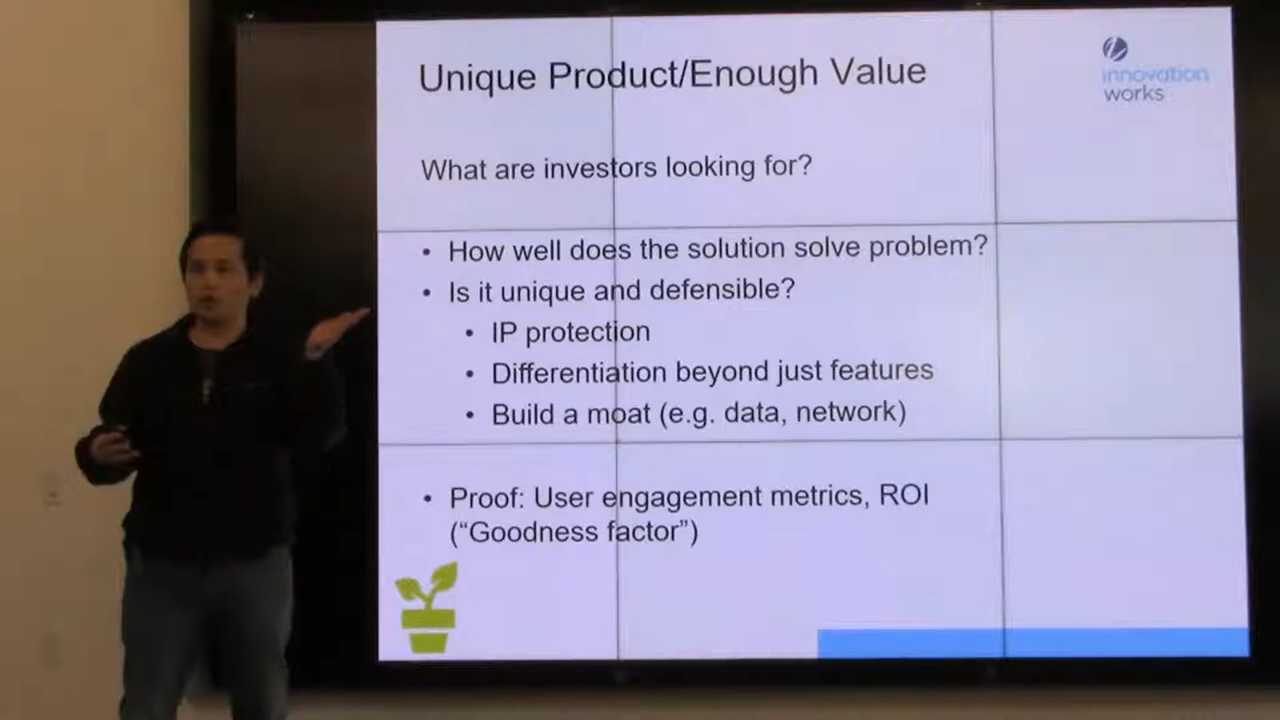 Unique Product/Enough Value
innovation
works
What are investors looking for?
• How well does the solution solve problem?
• Is it unique and defensible?
• IP protection
• Differentiation beyond just features
• Build a moat (e.g. data, network)
• Proof: User engagement metrics, ROI
(“Goodness factor”)